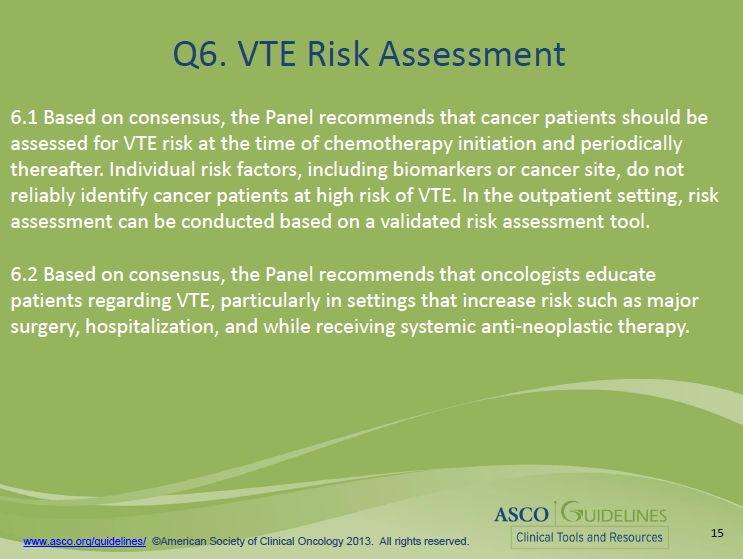 Q6. VTE Risk Assessment
6.1 Based on consensus, the Panel recommends that cancer patients should be
assessed for VTE risk at the time of chemotherapy initiation and periodically
thereafter. Individual risk factors, including biomarkers or cancer site, do not
reliably identify cancer patients at high risk of VTE. In the outpatient setting, risk
assessment can be conducted based on a validated risk assessment tool.
6.2 Based on consensus, the Panel recommends that oncologists educate
patients regarding VTE, particularly in settings that increase risk such as major
surgery, hospitalization, and while receiving systemic anti-neoplastic therapy.
ASCO GUIDELINES
Clinical Tools and Resources
www.asco.org/guidelines/ ©American Society of Clinical Oncology 2013. All rights reserved.
15